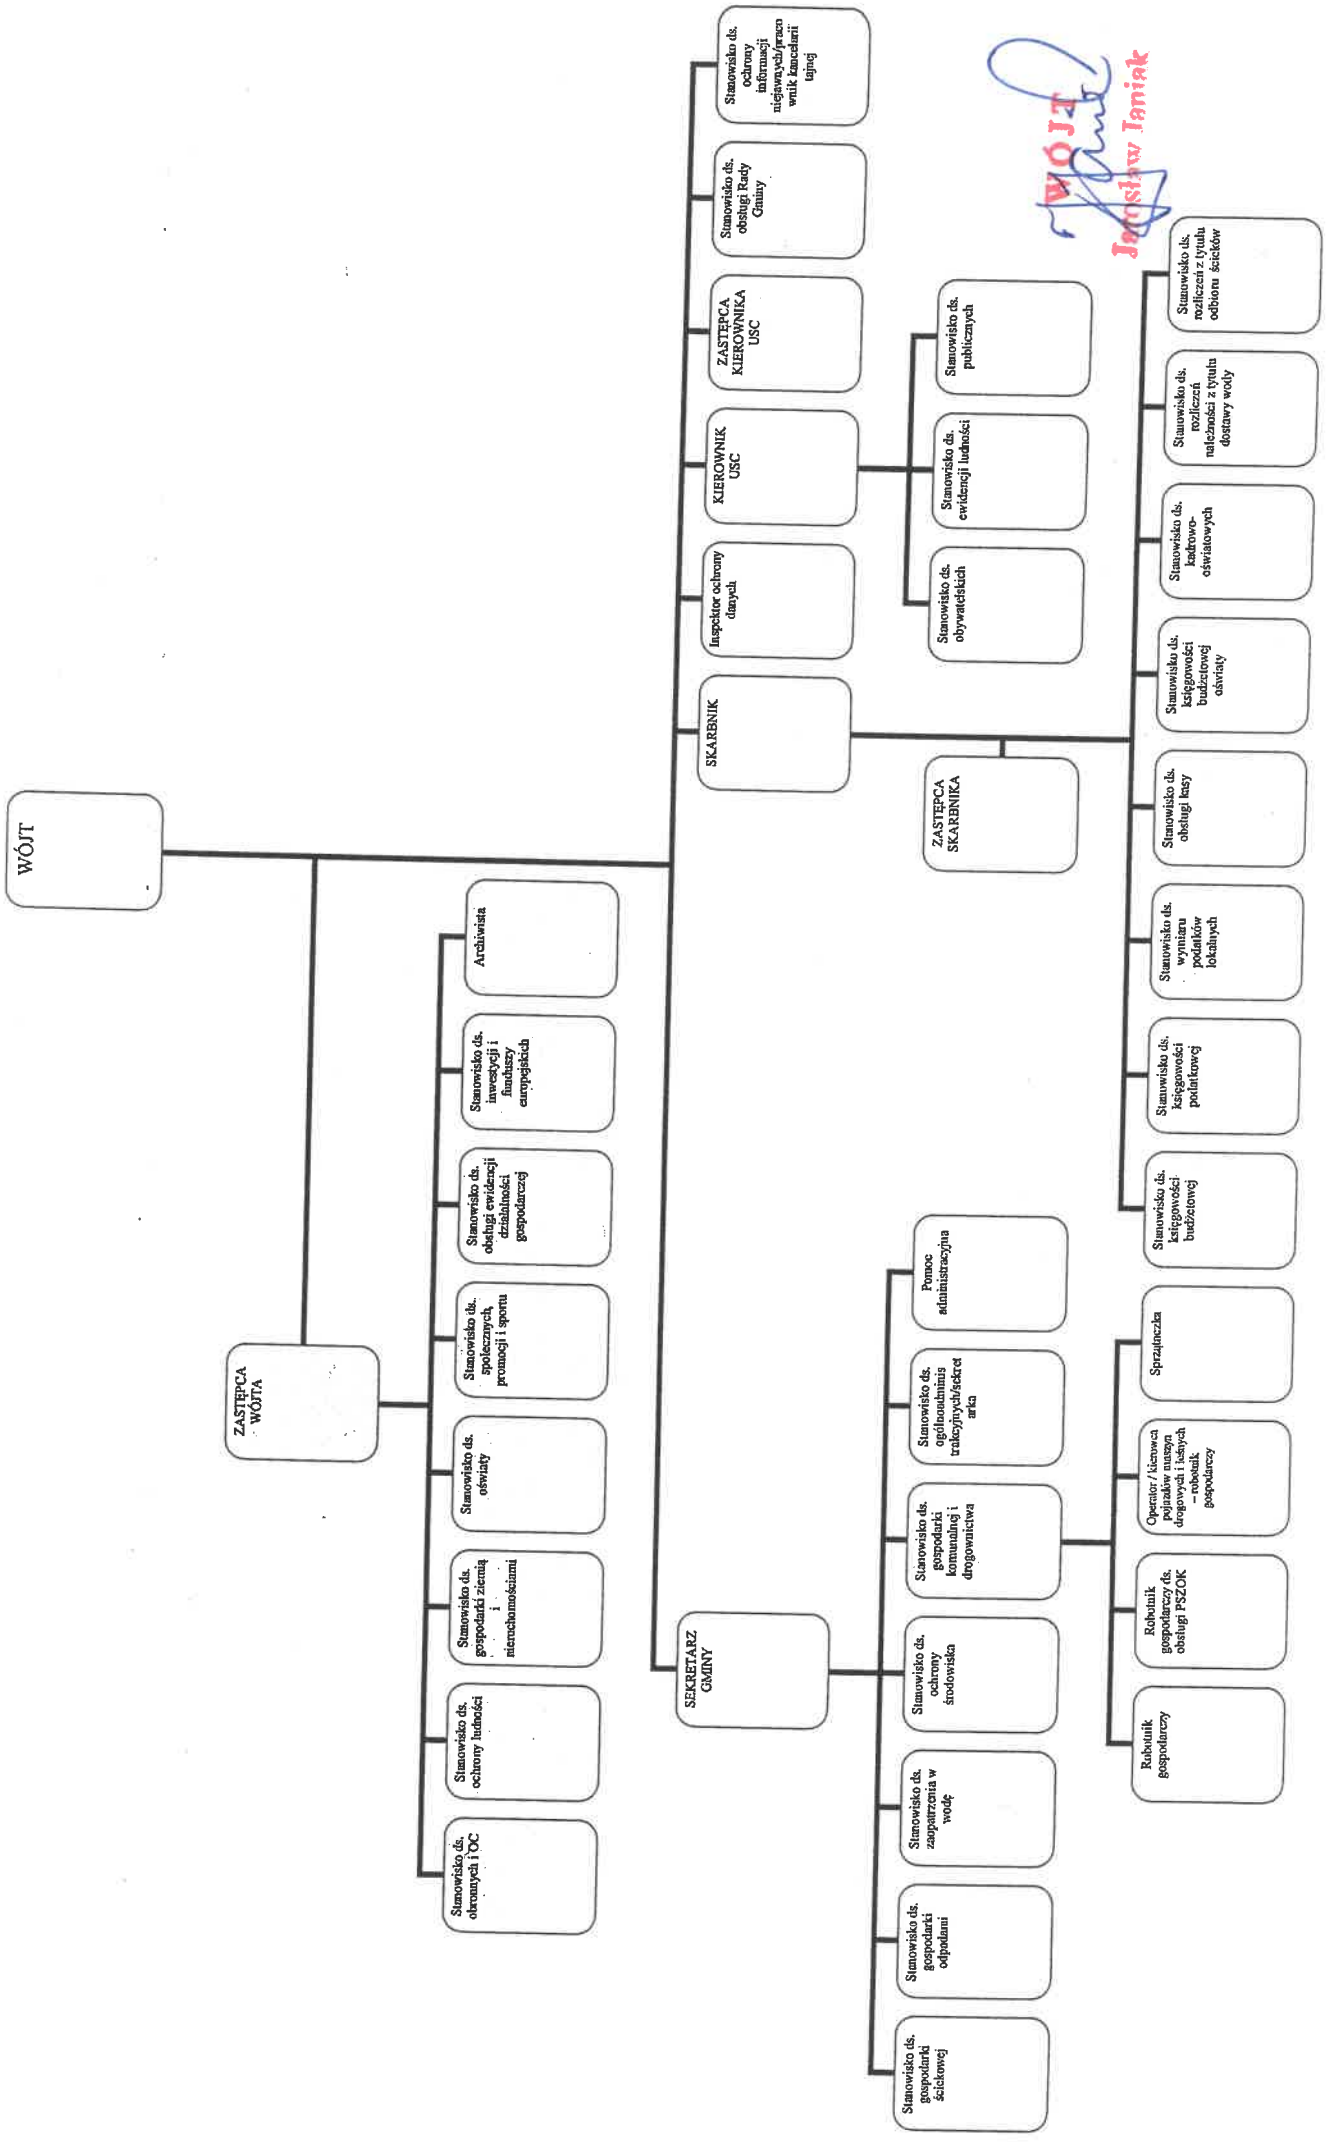 WÓJT
ZASTĘPCA
WÓJTA
Stanowisko ds.
obronnych i OC
Stanowisko ds.
ochrony ludności
Stanowisko ds.
gospodarki ziemią
i
nieruchomościami
Stanowisko ds.
oświaty
Stanowisko ds.
społecznych,
promocji i sportu
Stanowisko ds.
obsługi ewidencji
działalności
gospodarczej
Stanowisko ds.
inwestycji i
funduszy
europejskich
Archiwista
SEKRETARZ
GMINY
SKARBNIK
Inspektor ochrony
danych
KIEROWNIK
USC
ZASTĘPCA
KIEROWNIKA
USC
Stanowisko ds.
obsługi Rady
Gminy
Stanowisko ds.
ochrony
informacji
niejawnych/praco
wnik kancelarii
tajnej
Stanowisko ds.
gospodarki
ściekowej
Stanowisko ds.
gospodarki
odpadami
Stanowisko ds.
zaopatrzenia w
wodę
Stanowisko ds.
ochrony
środowiska
Stanowisko ds.
gospodarki
komunalnej i
drogownictwa
Stanowisko ds.
ogólnoadminis
trakcyjnych/sekret
arka
Pomoc
administracyjna
ZASTĘPCA
SKARBNIKA
Stanowisko ds.
obywatelskich
Stanowisko ds.
ewidencji ludności
Stanowisko ds.
publicznych
Robotnik
gospodarczy
Robotnik
gospodarczy ds.
obsługi PSZOK
Operator / kierowca
pojazdów maszyn
drogowych i leśnych
– robotnik
gospodarczy
Sprzątaczka
Stanowisko ds.
księgowości
budżetowej
Stanowisko ds.
księgowości
podatkowej
Stanowisko ds.
wymiaru
podatków
lokalnych
Stanowisko ds.
obsługi kasy
Stanowisko ds.
księgowości
budżetowej
oświaty
Stanowisko ds.
kadrowo-
oświatowych
Stanowisko ds.
rozliczeń
należności z tytułu
dostawy wody
Stanowisko ds.
rozliczeń z tytułu
odbioru ścieków
WÓJT
Jarosław Janiak